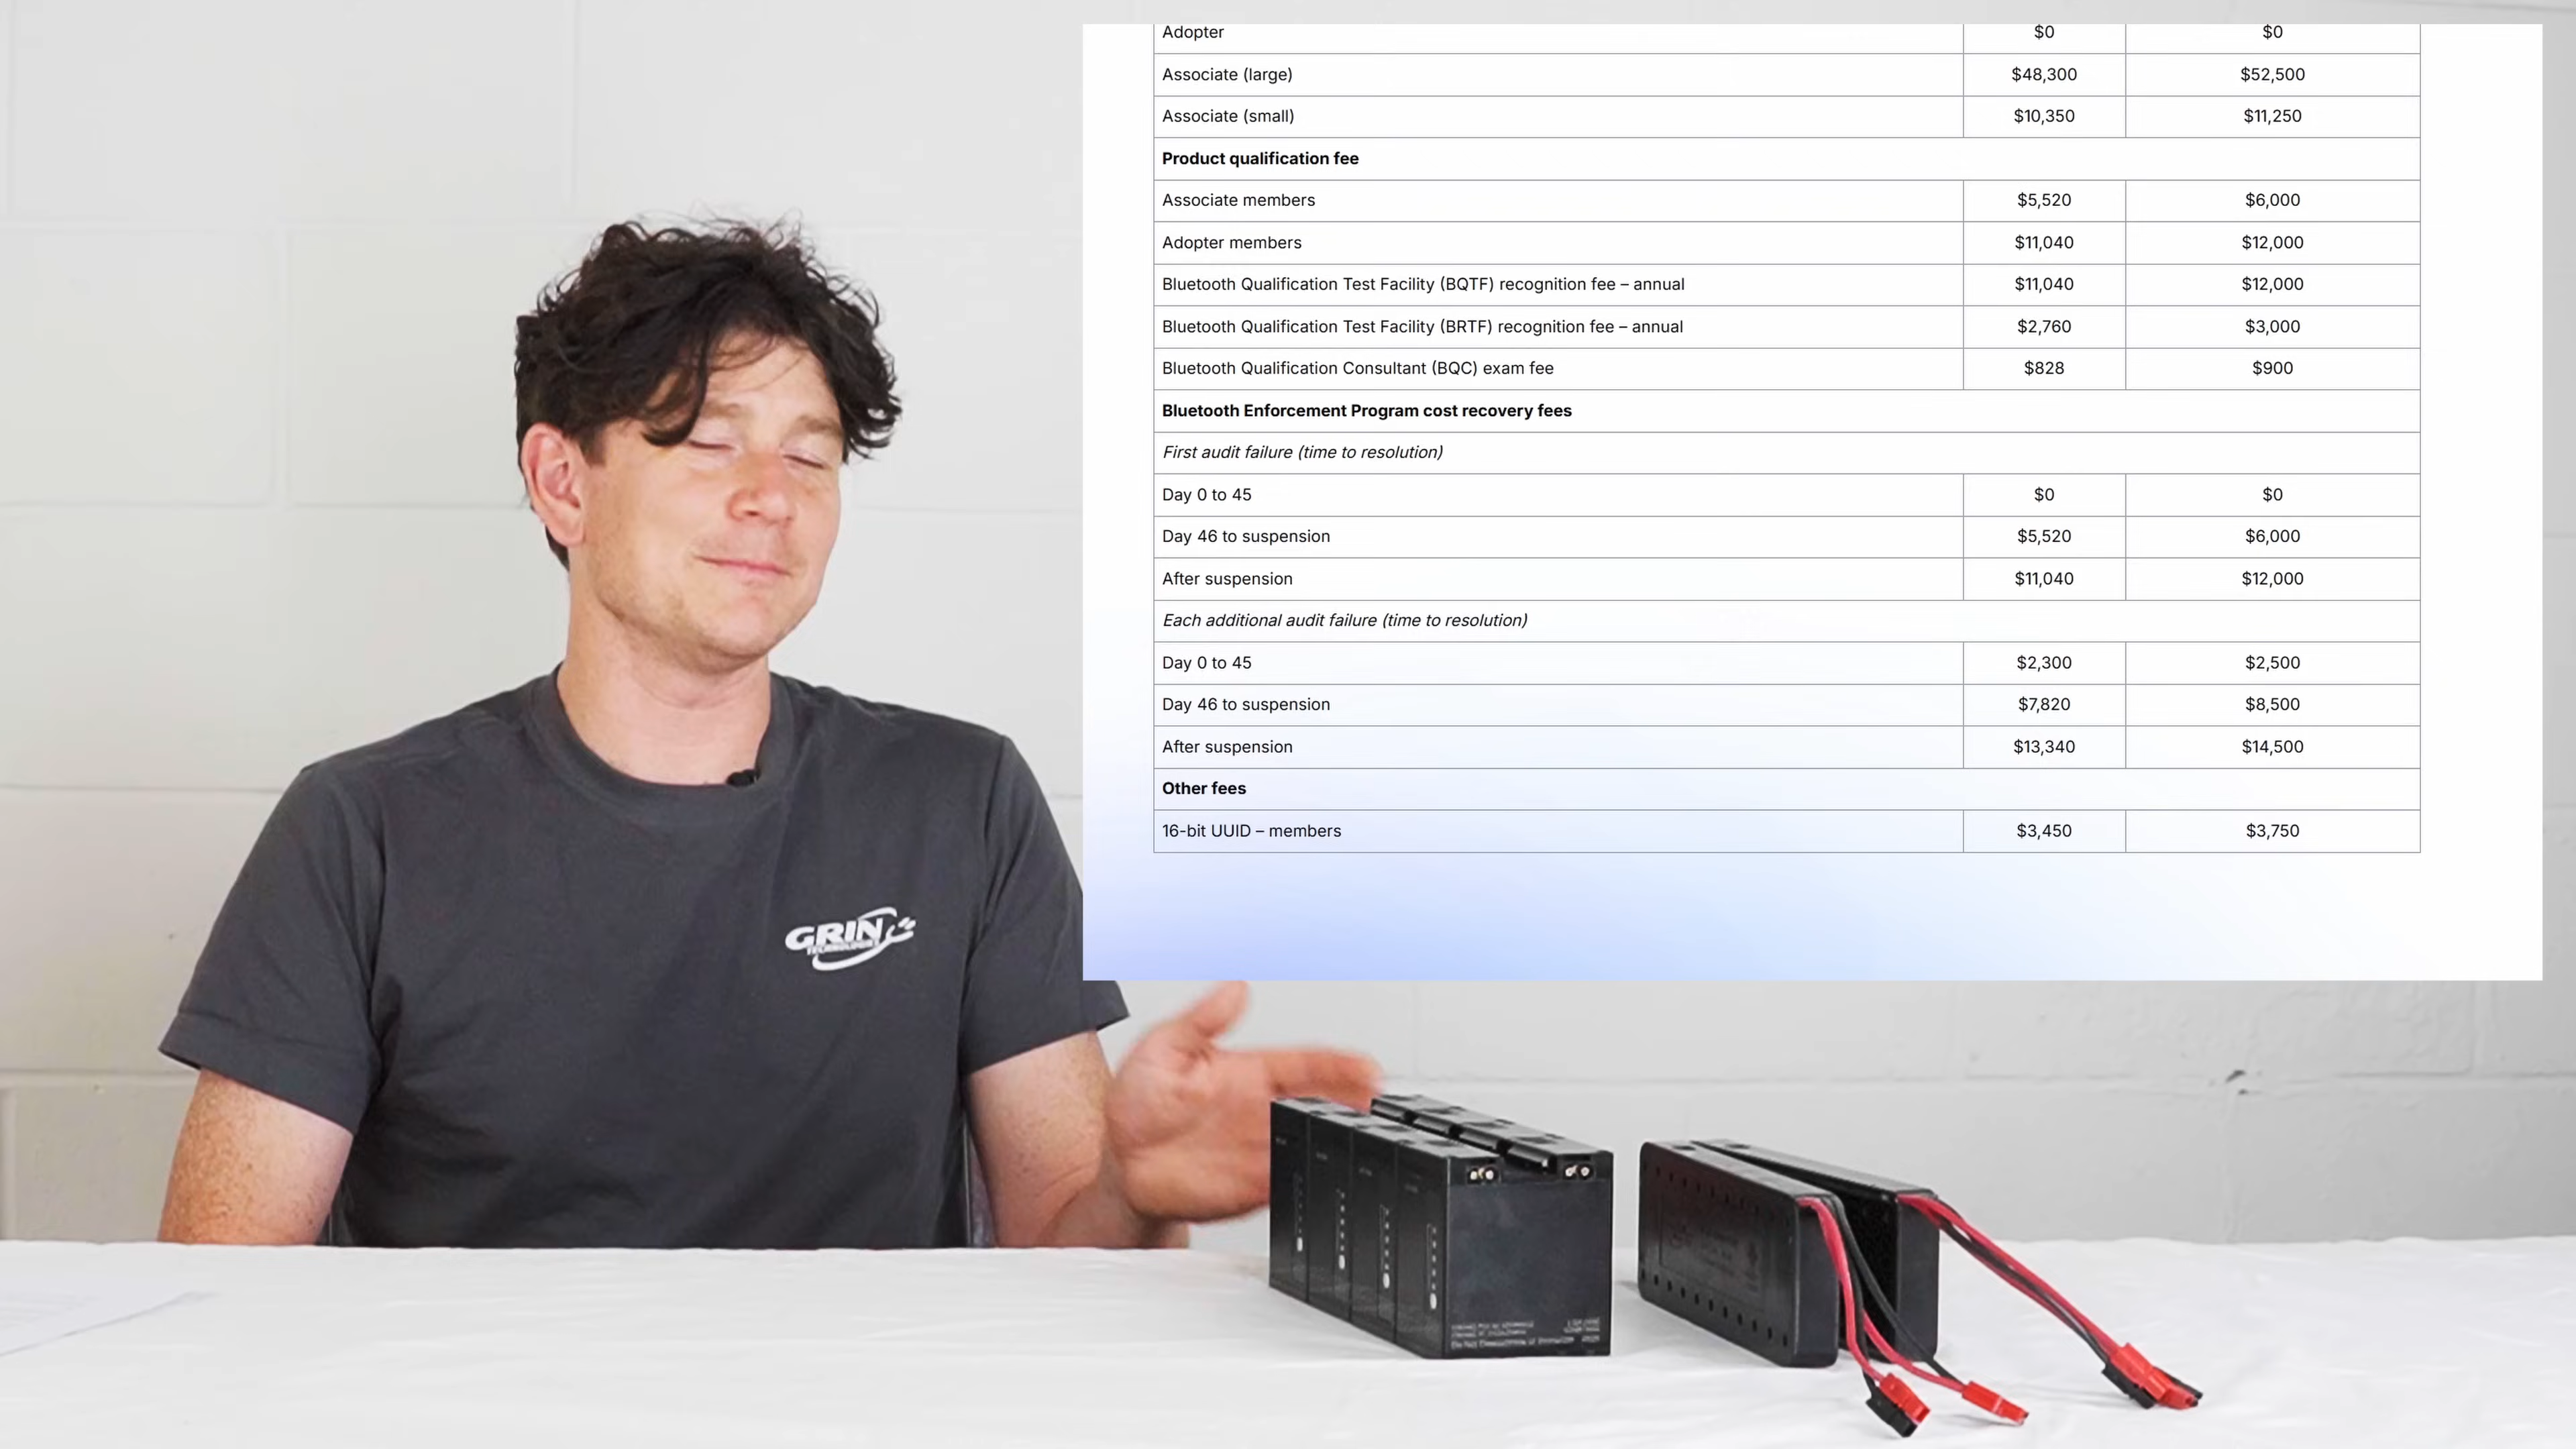 Adopter $0 $0
Associate (large) $48,300 $52,500
Associate (small) $10,350 $11,250
Product qualification fee
Associate members $5,520 $6,000
Adopter members $11,040 $12,000
Bluetooth Qualification Test Facility (BQTF) recognition fee – annual $11,040 $12,000
Bluetooth Qualification Test Facility (BRTF) recognition fee – annual $2,760 $3,000
Bluetooth Qualification Consultant (BQC) exam fee $828 $900
Bluetooth Enforcement Program cost recovery fees
First audit failure (time to resolution)
Day 0 to 45 $0 $0
Day 46 to suspension $5,520 $6,000
After suspension $11,040 $12,000
Each additional audit failure (time to resolution)
Day 0 to 45 $2,300 $2,500
Day 46 to suspension $7,820 $8,500
After suspension $13,340 $14,500
Other fees
16-bit UUID – members $3,450 $3,750
GRIN